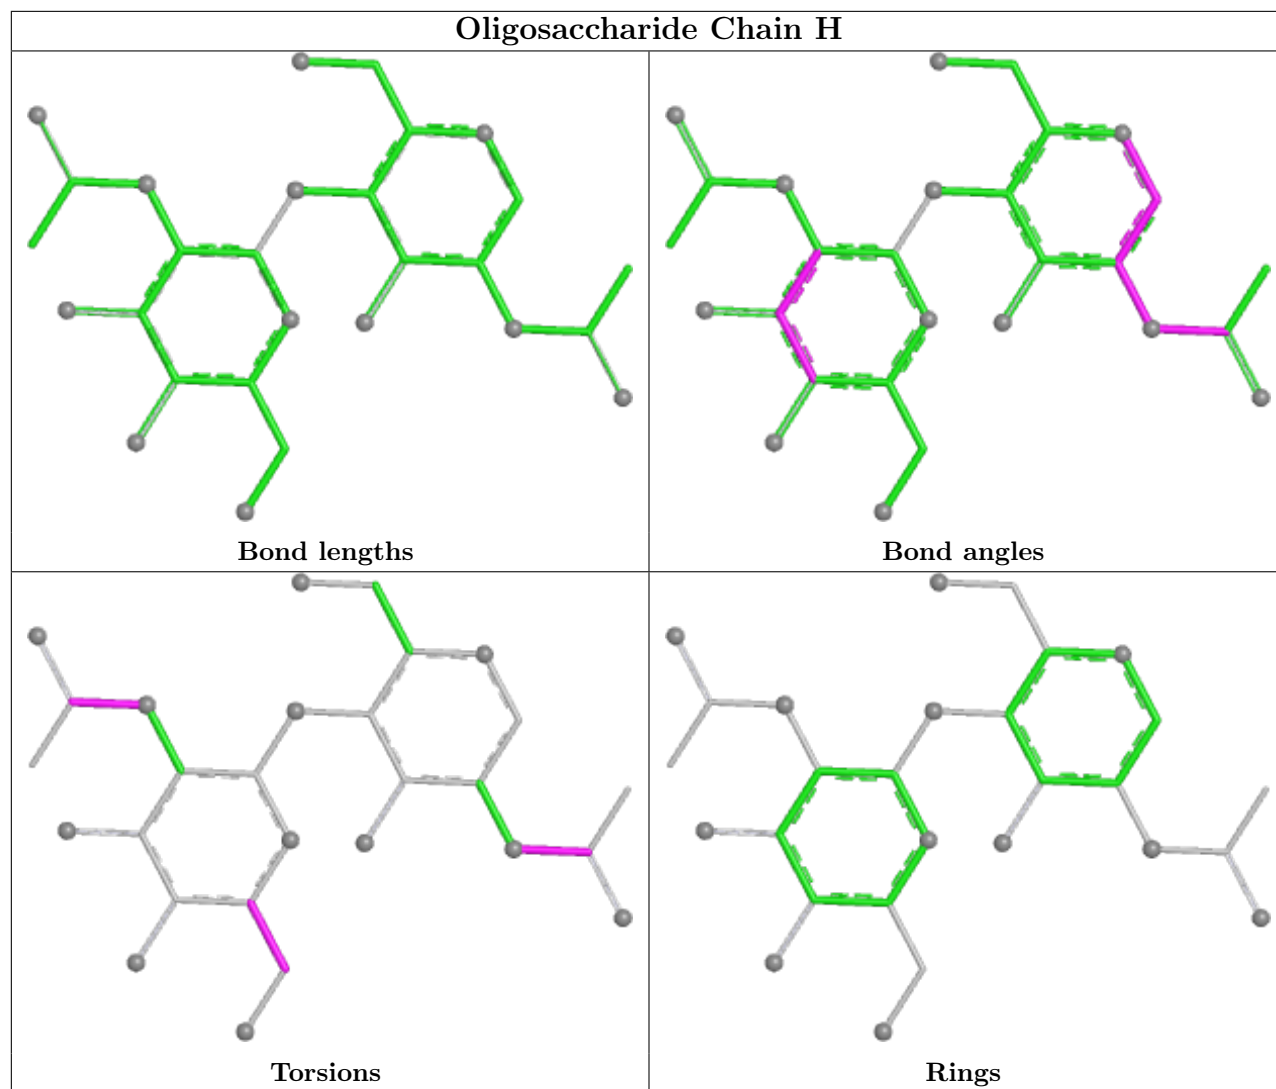 Oligosaccharide Chain H
Bond lengths
Bond angles
Torsions
Rings